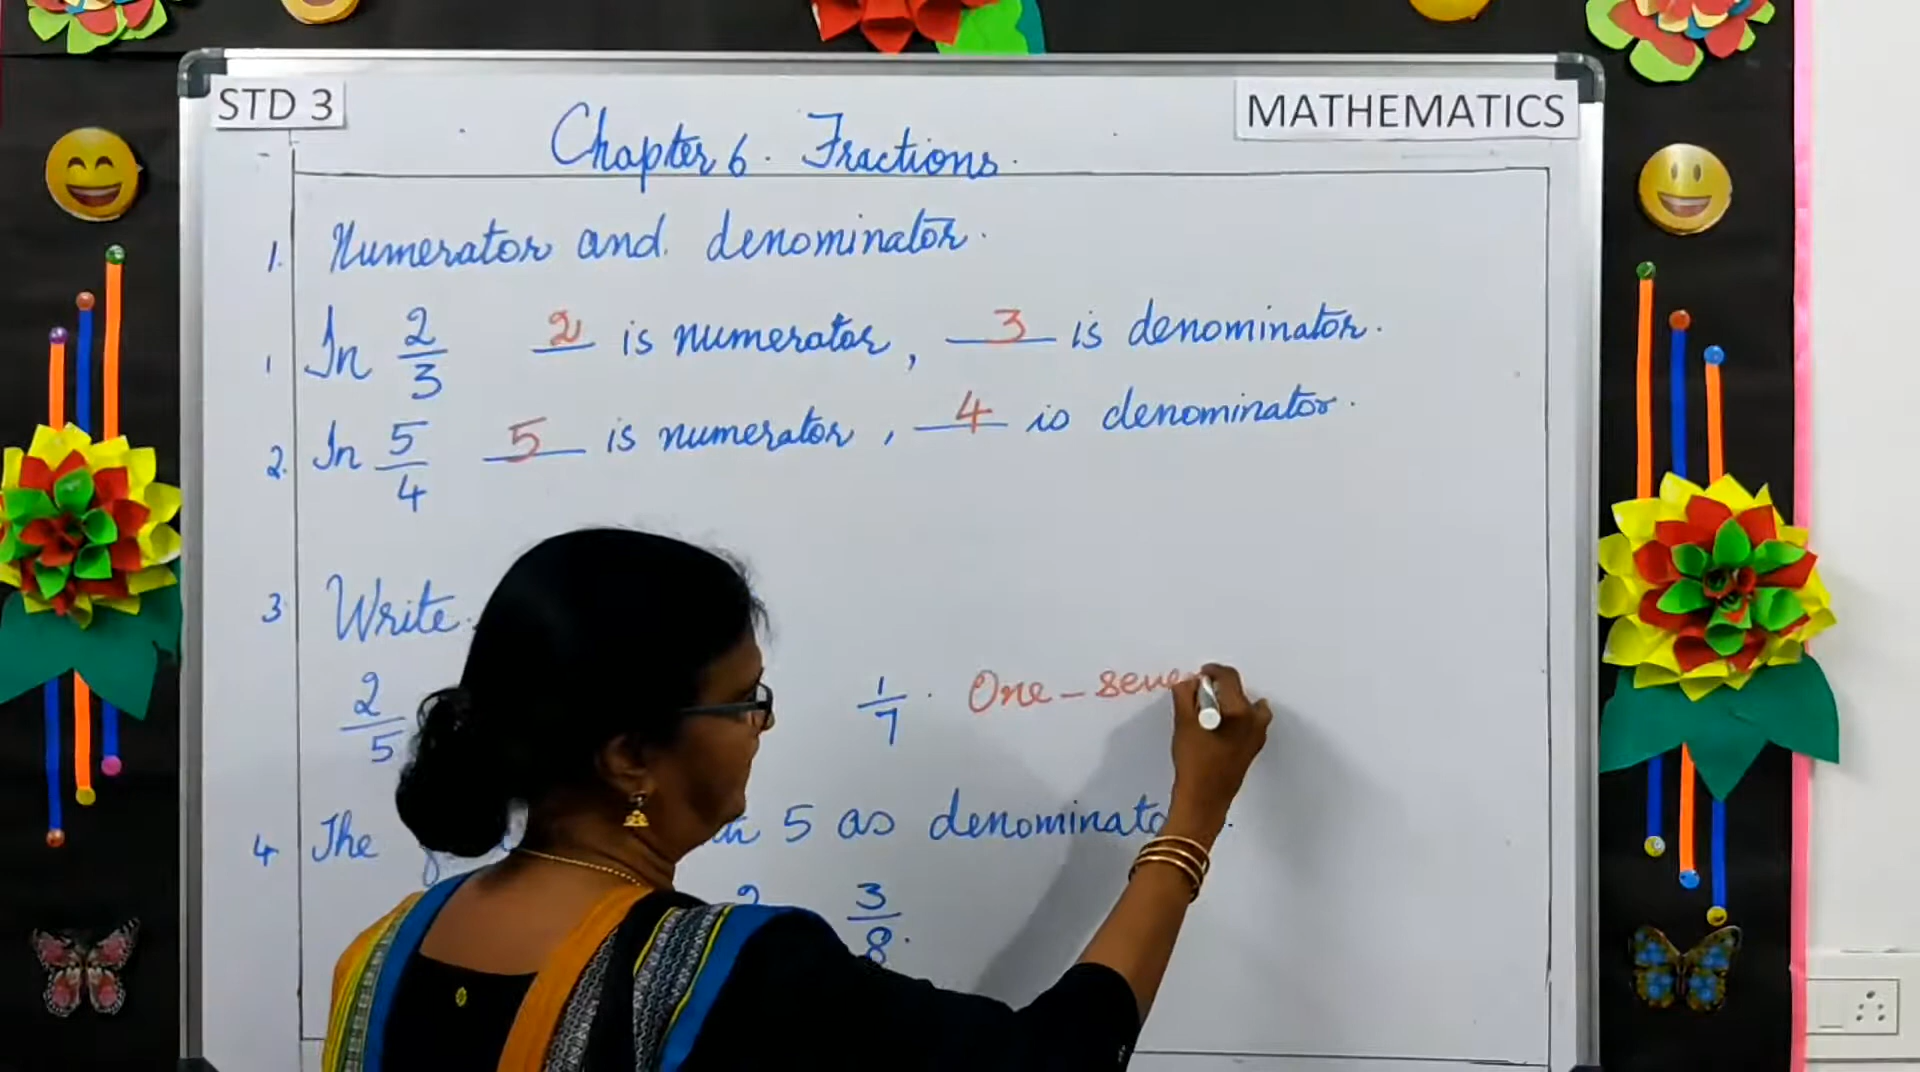 STD 3
MATHEMATICS
Chapter 6. Fractions.
1. Numerator and denominator.
1 In 2/3 2 is numerator, 3 is denominator.
2. In 5/4 5 is numerator, 4 is denominator.
3 Write
2/5 1/7. One-seve
4 The 5 as denominato
2 3/8.